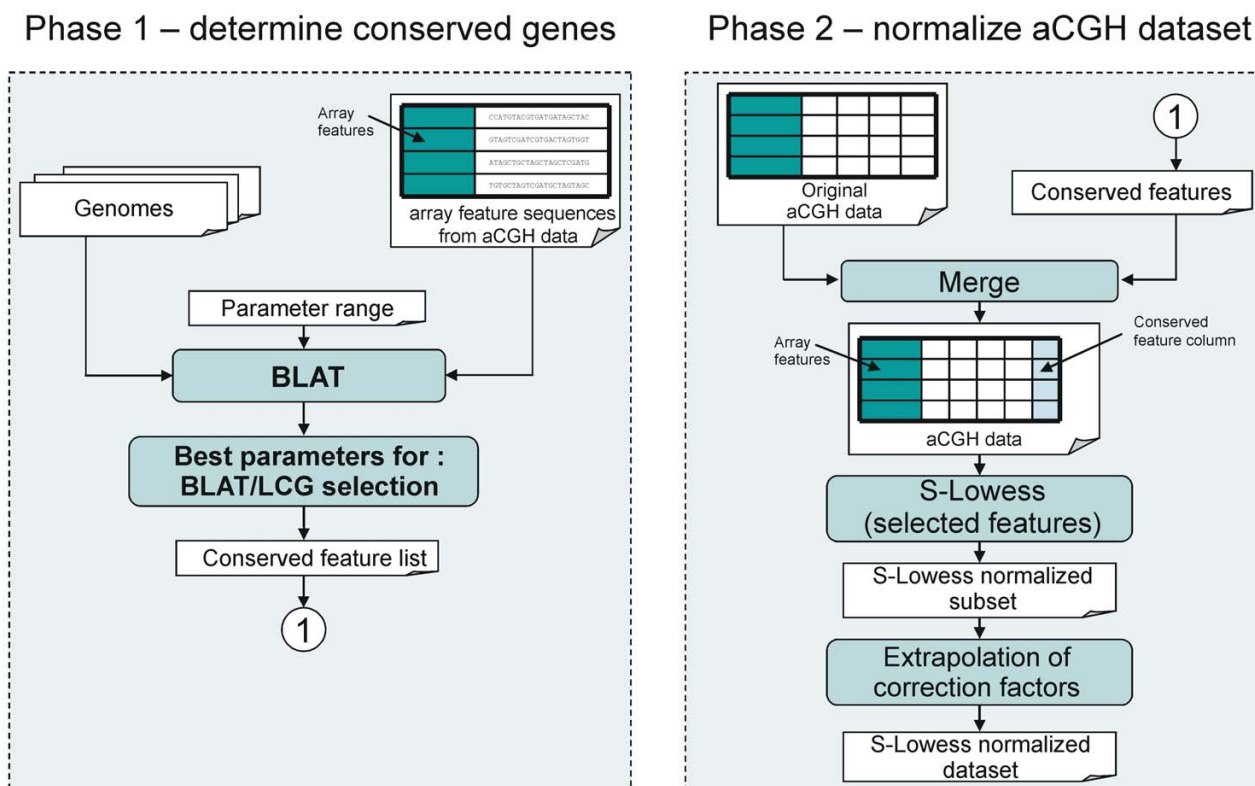 Phase 1 – determine conserved genes
Array
features
CCATGTACGTGATGATAGCTAC
GTAGTCGATCGTGACTAGTGGT
ATAGCTGCTAGCTAGCTCGATG
TGTGCTAGTCGATGCTAGTAGC
array feature sequences
from aCGH data
Genomes
Parameter range
BLAT
Best parameters for :
BLAT/LCG selection
Conserved feature list
1
Phase 2 – normalize aCGH dataset
Original
aCGH data
1
Conserved features
Merge
Array
features
Conserved
feature column
aCGH data
S-Lowess
(selected features)
S-Lowess normalized
subset
Extrapolation of
correction factors
S-Lowess normalized
dataset